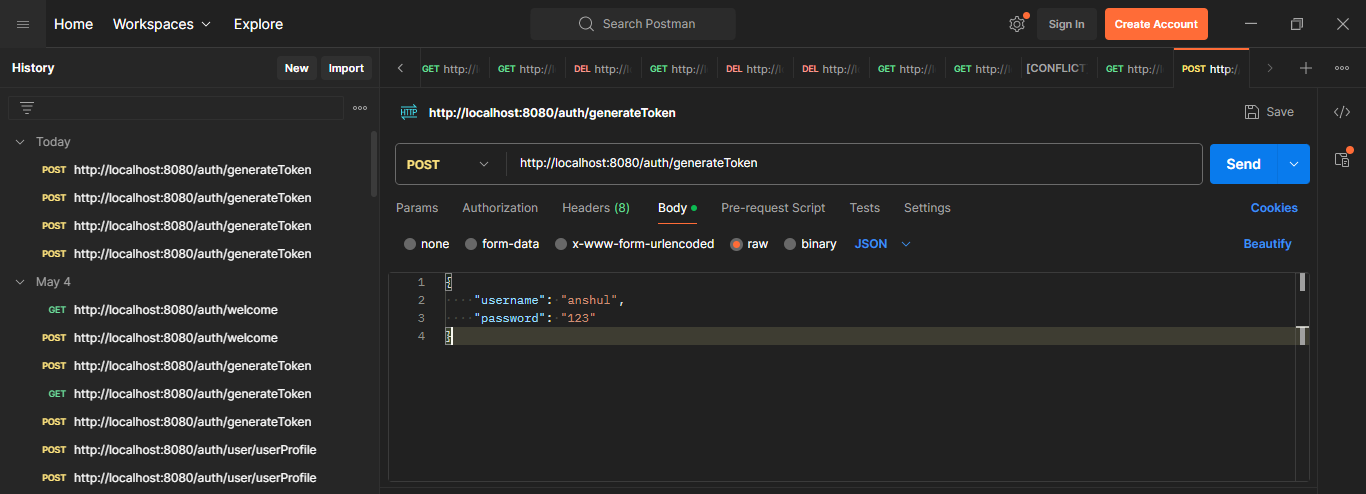 Home Workspaces Explore Search Postman Sign In Create Account
History New Import
GET http:// GET http:// DEL http:// GET http:// DEL http:// DEL http:// GET http:// GET http:// [CONFLICT GET http:// POST http:/
HTTP http://localhost:8080/auth/generateToken Save
Today
POST http://localhost:8080/auth/generateToken
POST http://localhost:8080/auth/generateToken
POST http://localhost:8080/auth/generateToken
POST http://localhost:8080/auth/generateToken
May 4
GET http://localhost:8080/auth/welcome
POST http://localhost:8080/auth/welcome
POST http://localhost:8080/auth/generateToken
GET http://localhost:8080/auth/generateToken
POST http://localhost:8080/auth/generateToken
POST http://localhost:8080/auth/user/userProfile
POST http://localhost:8080/auth/user/userProfile
POST http://localhost:8080/auth/generateToken Send
Params Authorization Headers (8) Body Pre-request Script Tests Settings Cookies
none form-data x-www-form-urlencoded raw binary JSON Beautify
1 {
2 "username": "anshul",
3 "password": "123"
4 }